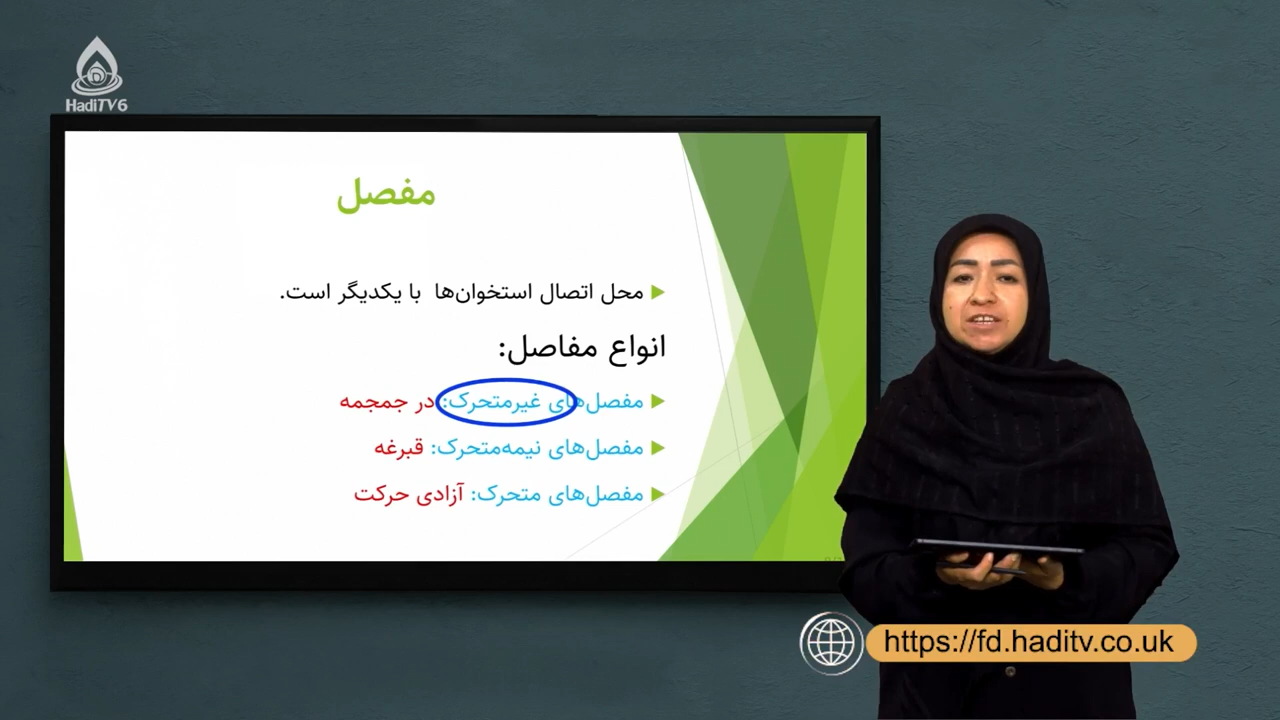 HadiTV6
مفصل
محل اتصال استخوان‌ها با یکدیگر است.
انواع مفاصل:
مفصل‌های غیرمتحرک: در جمجمه
مفصل‌های نیمه‌متحرک: قبرغه
مفصل‌های متحرک: آزادی حرکت
https://fd.haditv.co.uk